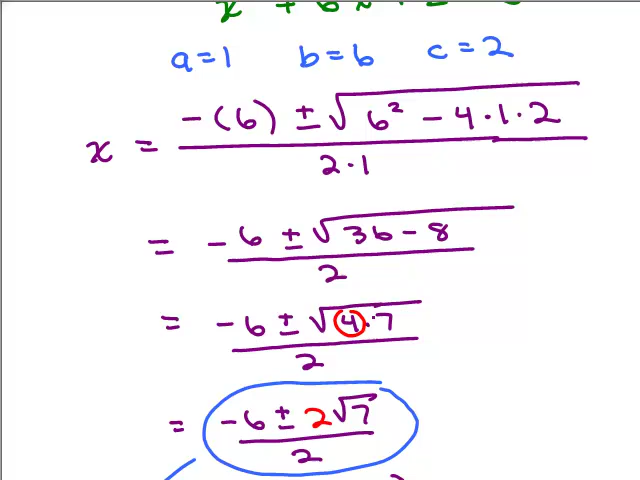 a=1 b=6 c=2
x = (-(6) ± √(6² - 4·1·2)) / (2·1)
= (-6 ± √(36-8)) / 2
= (-6 ± √(4·7)) / 2
= (-6 ± 2√7) / 2